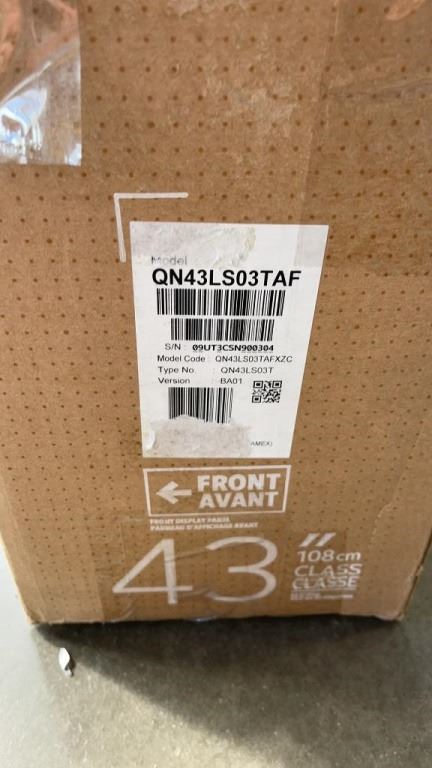 Model
QN43LS03TAF
S/N : 09UT3CSN900304
Model Code : QN43LS03TAFXZC
Type No. : QN43LS03T
Version : BA01
AMEX)
← FRONT
AVANT
FRONT DISPLAY PANEL
PANNEAU D'AFFICHAGE AVANT
43"
108cm
CLASS
CLASSE